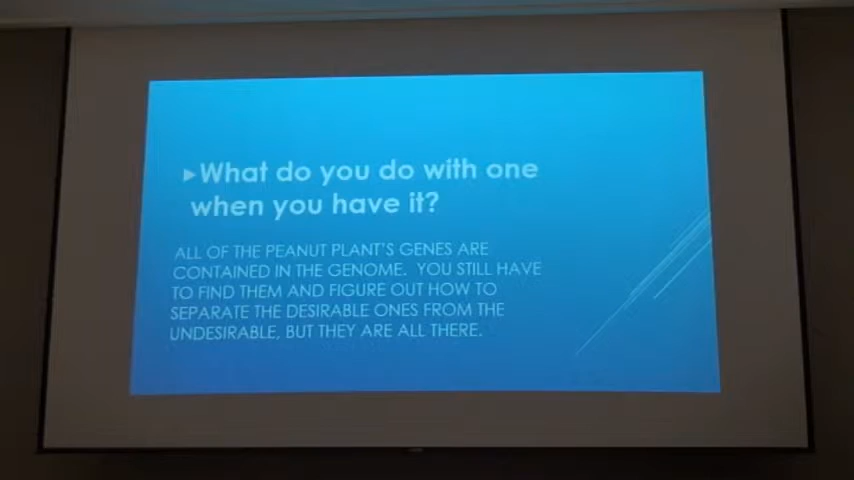 ▸What do you do with one
when you have it?
ALL OF THE PEANUT PLANT'S GENES ARE
CONTAINED IN THE GENOME. YOU STILL HAVE
TO FIND THEM AND FIGURE OUT HOW TO
SEPARATE THE DESIRABLE ONES FROM THE
UNDESIRABLE, BUT THEY ARE ALL THERE.